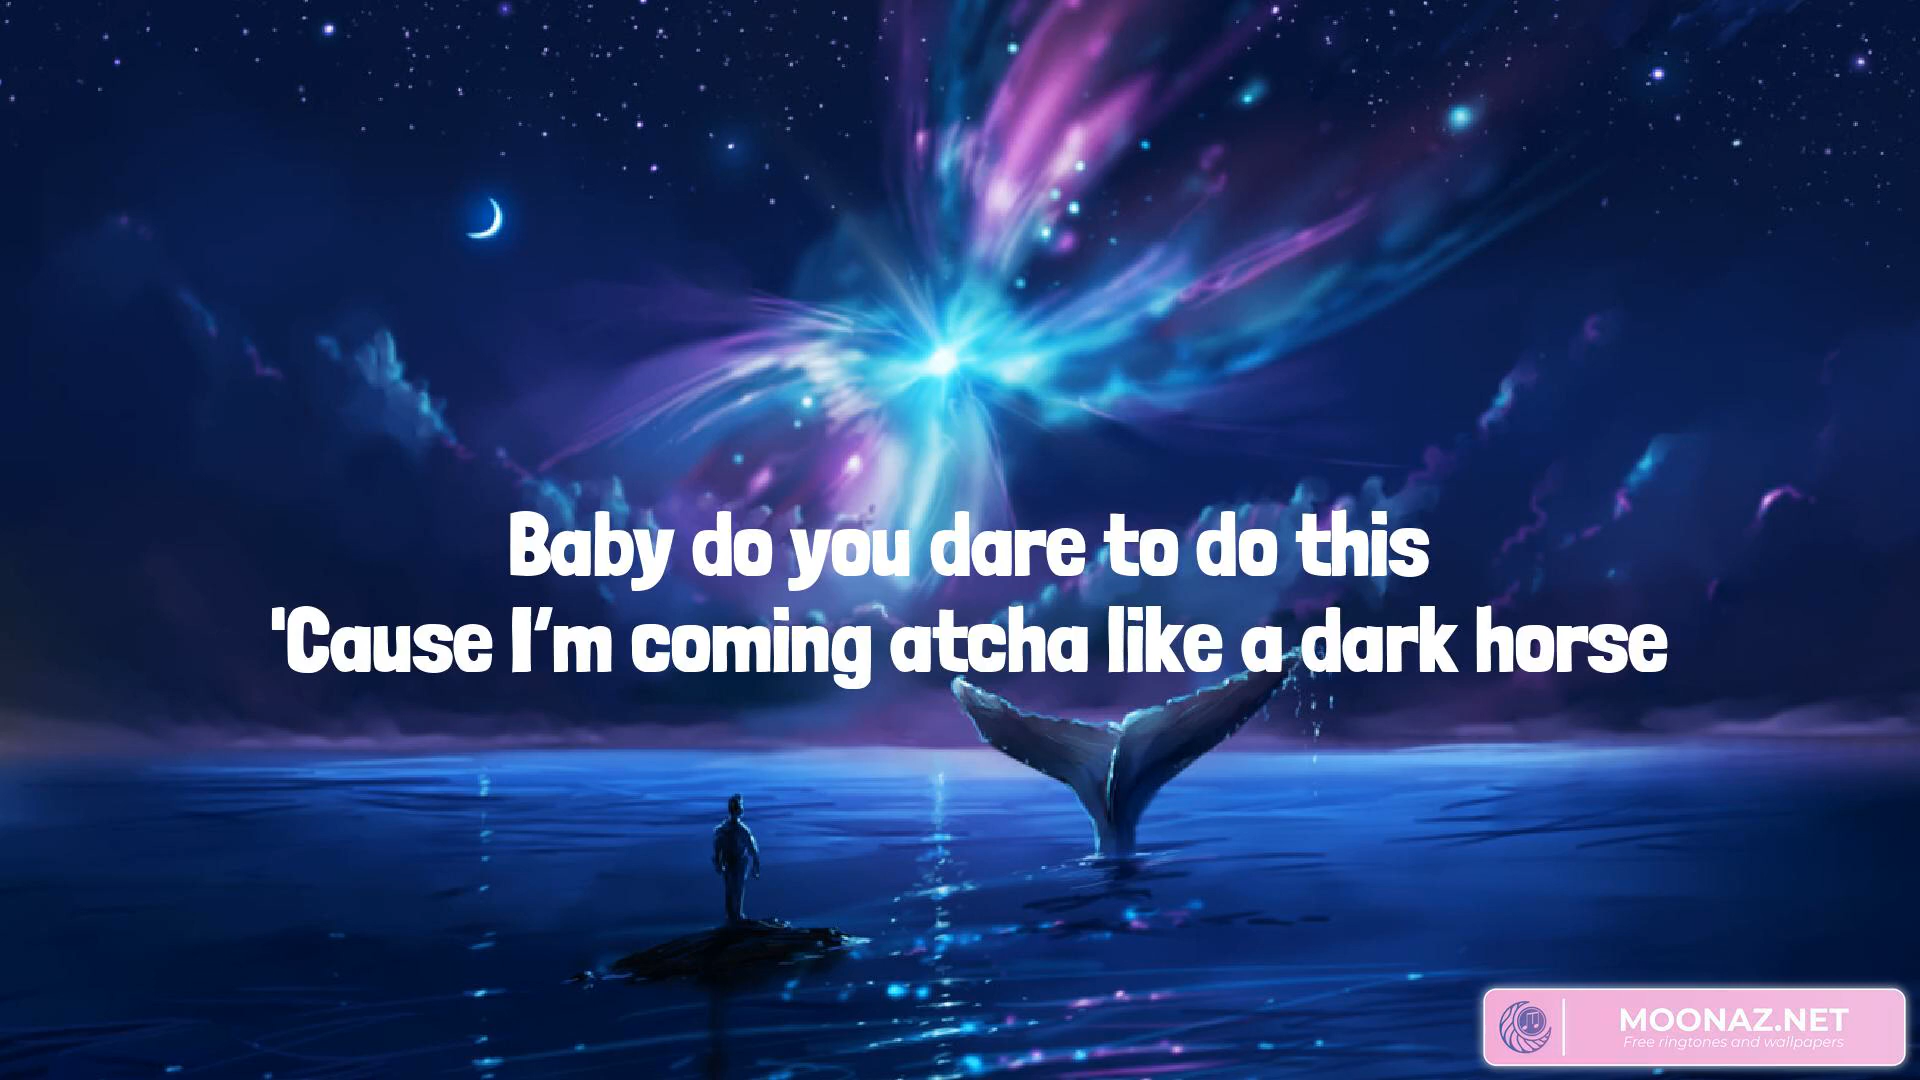 Baby do you dare to do this
'Cause I’m coming atcha like a dark horse
MOONAZ.NET
Free ringtones and wallpapers